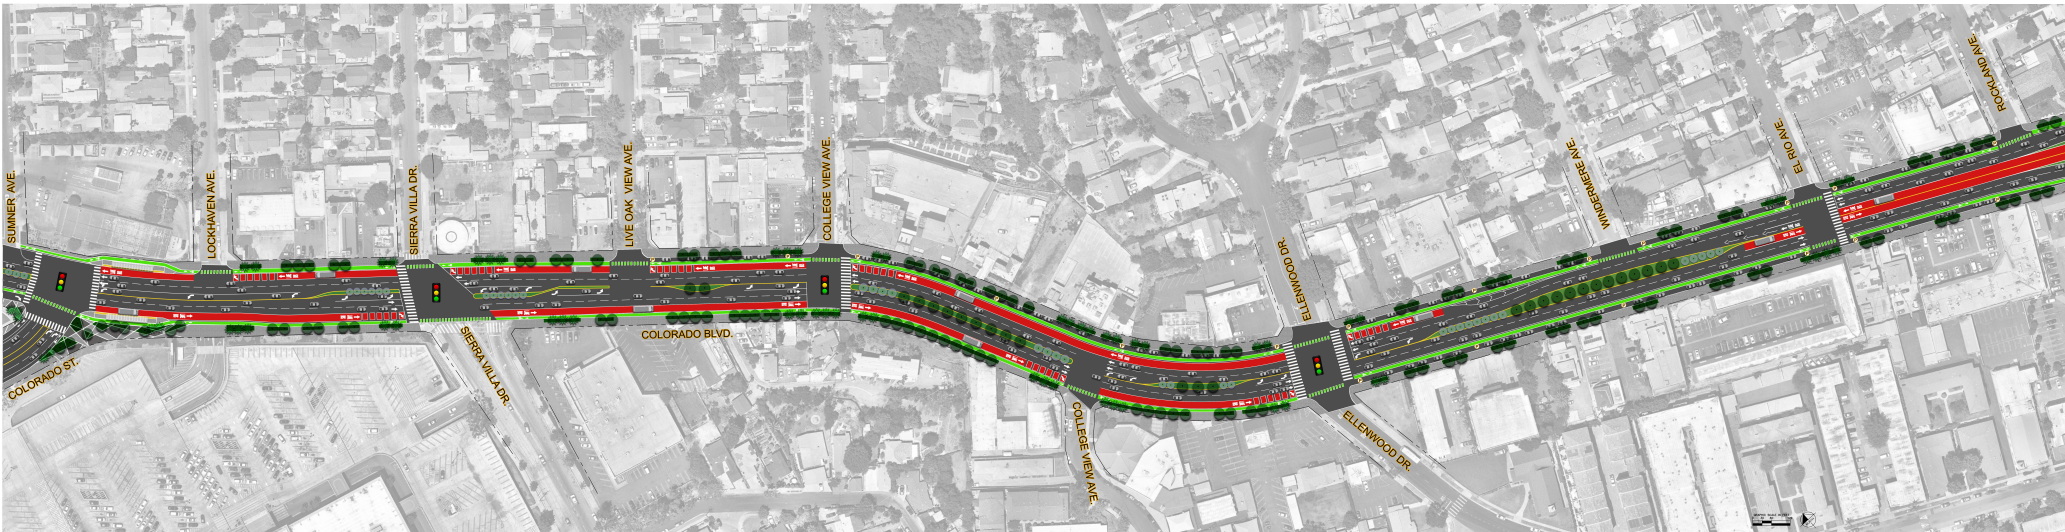 SUMNER AVE.
LOCKHAVEN AVE.
SIERRA VILLA DR.
LIVE OAK VIEW AVE.
COLLEGE VIEW AVE.
ELLENWOOD DR.
WINDERMERE AVE.
EL RIO AVE.
ROCKLAND AVE.
COLORADO ST.
SIERRA VILLA DR.
COLORADO BLVD.
COLLEGE VIEW AVE.
ELLENWOOD DR.